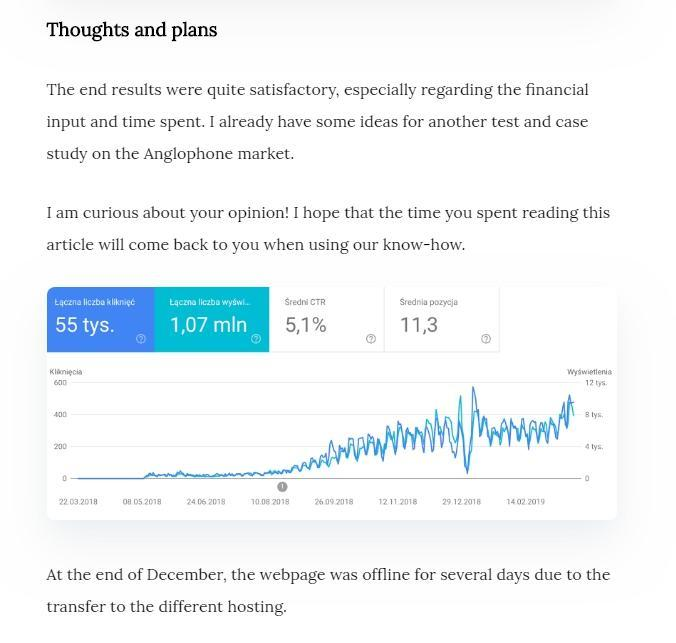 Thoughts and plans
The end results were quite satisfactory, especially regarding the financial
input and time spent. I already have some ideas for another test and case
study on the Anglophone market.
I am curious about your opinion! I hope that the time you spent reading this
article will come back to you when using our know-how.
Łączna liczba kliknięć
55 tys.
Łączna liczba wyświ...
1,07 mln
Średni CTR
5,1%
Średnia pozycja
11,3
Kliknięcia
Wyświetlenia
600
12 tys.
400
8 tys.
200
4 tys.
0
0
22.03.2018 08.05.2018 24.06.2018 10.08.2018 26.09.2018 12.11.2018 29.12.2018 14.02.2019
At the end of December, the webpage was offline for several days due to the
transfer to the different hosting.